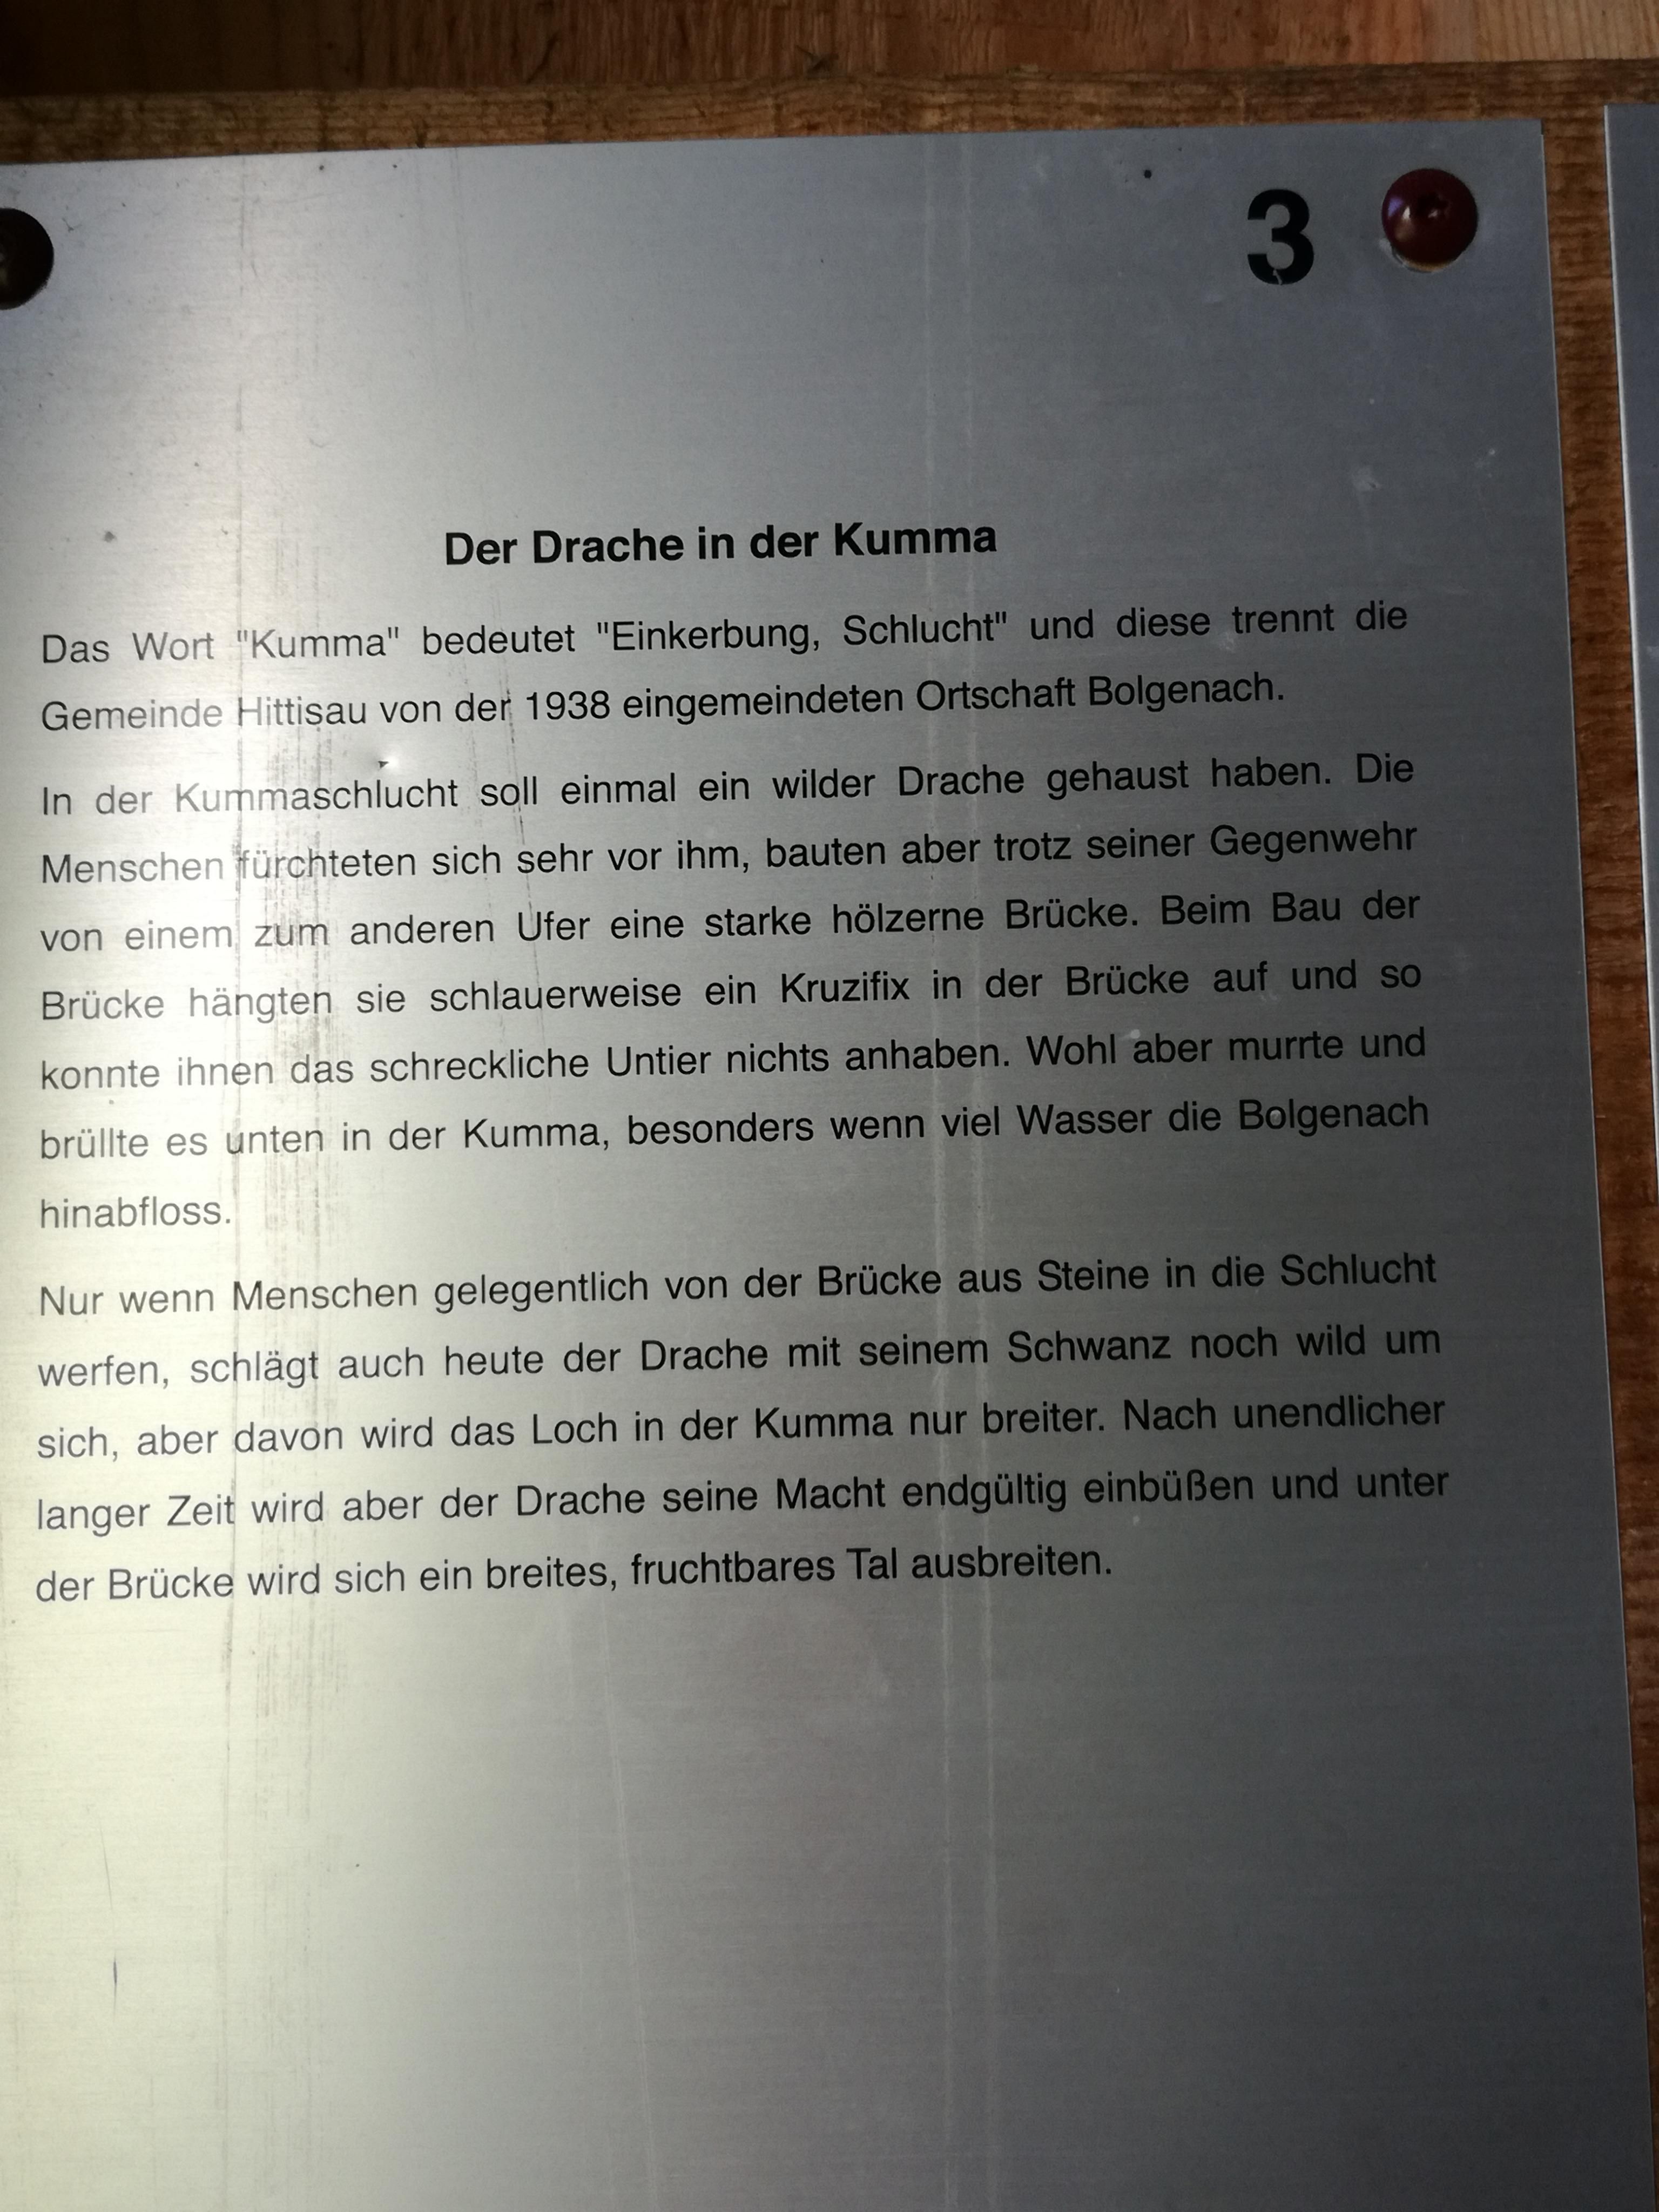 3
Der Drache in der Kumma
Das Wort "Kumma" bedeutet "Einkerbung, Schlucht" und diese trennt die
Gemeinde Hittisau von der 1938 eingemeindeten Ortschaft Bolgenach.
In der Kummaschlucht soll einmal ein wilder Drache gehaust haben. Die
Menschen fürchteten sich sehr vor ihm, bauten aber trotz seiner Gegenwehr
von einem zum anderen Ufer eine starke hölzerne Brücke. Beim Bau der
Brücke hängten sie schlauerweise ein Kruzifix in der Brücke auf und so
konnte ihnen das schreckliche Untier nichts anhaben. Wohl aber murrte und
brüllte es unten in der Kumma, besonders wenn viel Wasser die Bolgenach
hinabfloss.
Nur wenn Menschen gelegentlich von der Brücke aus Steine in die Schlucht
werfen, schlägt auch heute der Drache mit seinem Schwanz noch wild um
sich, aber davon wird das Loch in der Kumma nur breiter. Nach unendlicher
langer Zeit wird aber der Drache seine Macht endgültig einbüßen und unter
der Brücke wird sich ein breites, fruchtbares Tal ausbreiten.